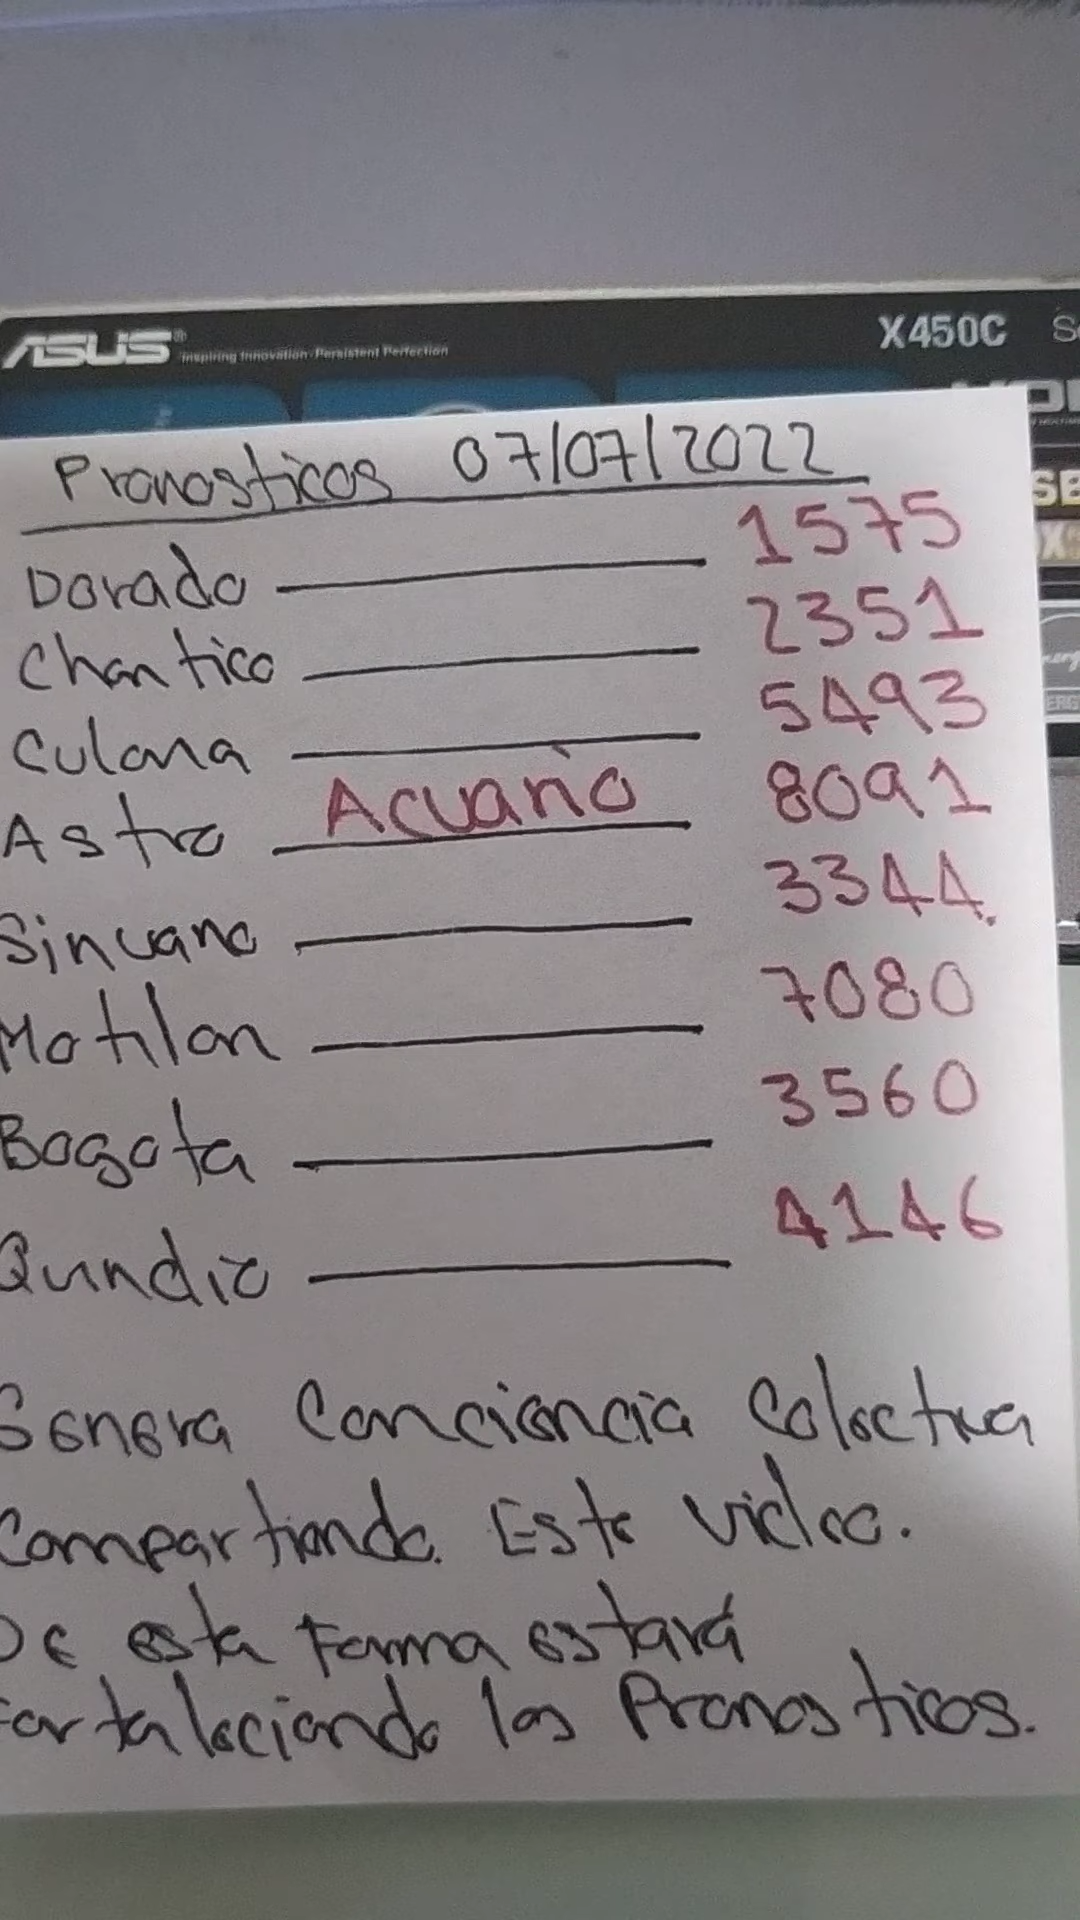 ASUS Inspiring Innovation · Persistent Perfection X450C
Pronosticos 07/07/2022
Dorado 1575
Chontico 2351
Culona 5493
Astro Acuario 8091
Sinuano 3344.
Motilon 7080
Bogota 3560
Quindio 4146
Genera Conciencia Colectiva
Compartiendo Este video.
De esta Forma estará
Fortaleciendo los Pronosticos.